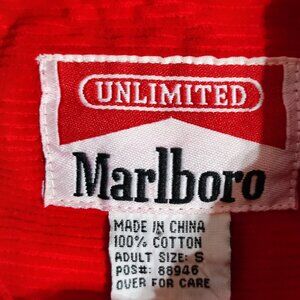 UNLIMITED
Marlboro
MADE IN CHINA
100% COTTON
ADULT SIZE: S
POS#: 88946
OVER FOR CARE